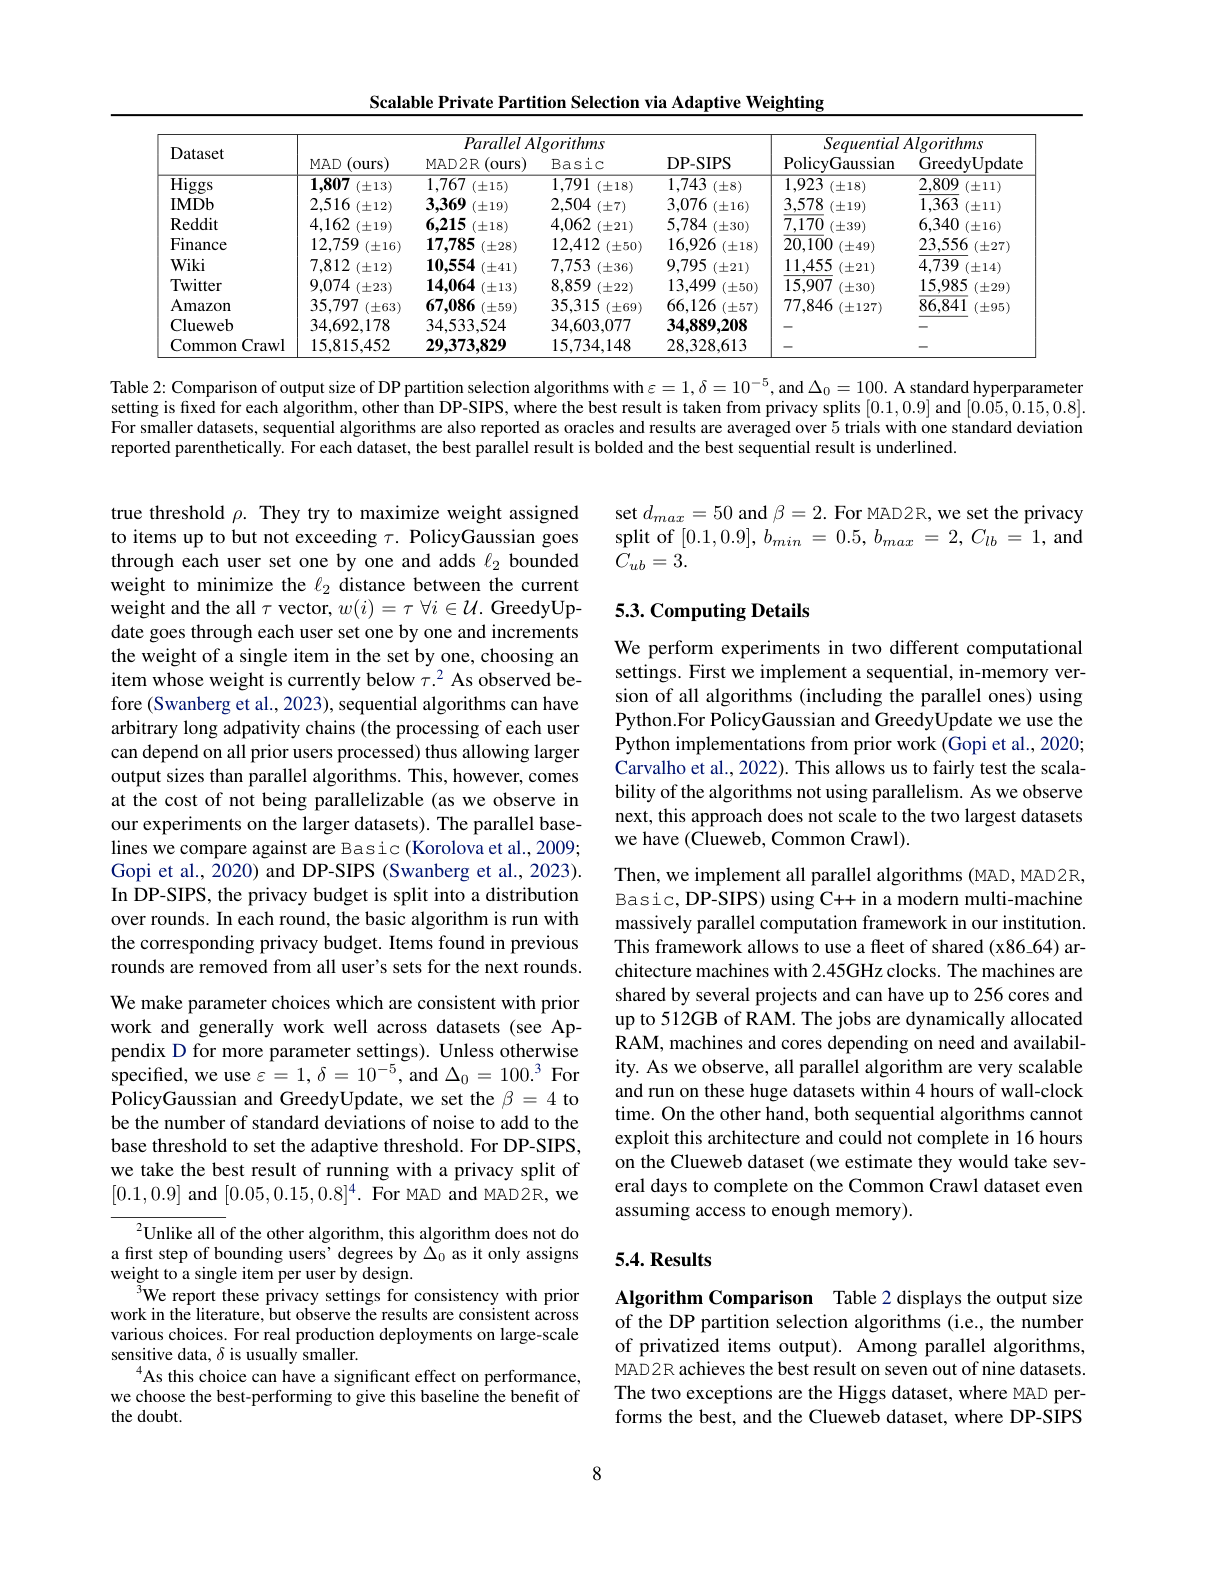 Scalable Private Partition Selection via Adaptive Weighting
Dataset Parallel Algorithms Sequential Algorithms
MAD (ours) MAD2R (ours) Basic DP-SIPS PolicyGaussian GreedyUpdate
Higgs 1,807 (±13) 1,767 (±15) 1,791 (±18) 1,743 (±8) 1,923 (±18) 2,809 (±11)
IMDb 2,516 (±12) 3,369 (±19) 2,504 (±7) 3,076 (±16) 3,578 (±19) 1,363 (±11)
Reddit 4,162 (±19) 6,215 (±18) 4,062 (±21) 5,784 (±30) 7,170 (±39) 6,340 (±16)
Finance 12,759 (±16) 17,785 (±28) 12,412 (±50) 16,926 (±18) 20,100 (±49) 23,556 (±27)
Wiki 7,812 (±12) 10,554 (±41) 7,753 (±36) 9,795 (±21) 11,455 (±21) 4,739 (±14)
Twitter 9,074 (±23) 14,064 (±13) 8,859 (±22) 13,499 (±50) 15,907 (±30) 15,985 (±29)
Amazon 35,797 (±63) 67,086 (±59) 35,315 (±69) 66,126 (±57) 77,846 (±127) 86,841 (±95)
Clueweb 34,692,178 34,533,524 34,603,077 34,889,208 – –
Common Crawl 15,815,452 29,373,829 15,734,148 28,328,613 – –
Table 2: Comparison of output size of DP partition selection algorithms with ε = 1, δ = 10⁻⁵, and Δ₀ = 100. A standard hyperparameter
setting is fixed for each algorithm, other than DP-SIPS, where the best result is taken from privacy splits [0.1, 0.9] and [0.05, 0.15, 0.8].
For smaller datasets, sequential algorithms are also reported as oracles and results are averaged over 5 trials with one standard deviation
reported parenthetically. For each dataset, the best parallel result is bolded and the best sequential result is underlined.
true threshold ρ. They try to maximize weight assigned
to items up to but not exceeding τ. PolicyGaussian goes
through each user set one by one and adds ℓ₂ bounded
weight to minimize the ℓ₂ distance between the current
weight and the all τ vector, w(i) = τ ∀i ∈ 𝒰. GreedyUp-
date goes through each user set one by one and increments
the weight of a single item in the set by one, choosing an
item whose weight is currently below τ.² As observed be-
fore (Swanberg et al., 2023), sequential algorithms can have
arbitrary long adpativity chains (the processing of each user
can depend on all prior users processed) thus allowing larger
output sizes than parallel algorithms. This, however, comes
at the cost of not being parallelizable (as we observe in
our experiments on the larger datasets). The parallel base-
lines we compare against are Basic (Korolova et al., 2009;
Gopi et al., 2020) and DP-SIPS (Swanberg et al., 2023).
In DP-SIPS, the privacy budget is split into a distribution
over rounds. In each round, the basic algorithm is run with
the corresponding privacy budget. Items found in previous
rounds are removed from all user's sets for the next rounds.
We make parameter choices which are consistent with prior
work and generally work well across datasets (see Ap-
pendix D for more parameter settings). Unless otherwise
specified, we use ε = 1, δ = 10⁻⁵, and Δ₀ = 100.³ For
PolicyGaussian and GreedyUpdate, we set the β = 4 to
be the number of standard deviations of noise to add to the
base threshold to set the adaptive threshold. For DP-SIPS,
we take the best result of running with a privacy split of
[0.1, 0.9] and [0.05, 0.15, 0.8]⁴. For MAD and MAD2R, we
²Unlike all of the other algorithm, this algorithm does not do
a first step of bounding users' degrees by Δ₀ as it only assigns
weight to a single item per user by design.
³We report these privacy settings for consistency with prior
work in the literature, but observe the results are consistent across
various choices. For real production deployments on large-scale
sensitive data, δ is usually smaller.
⁴As this choice can have a significant effect on performance,
we choose the best-performing to give this baseline the benefit of
the doubt.
set d_max = 50 and β = 2. For MAD2R, we set the privacy
split of [0.1, 0.9], b_min = 0.5, b_max = 2, C_lb = 1, and
C_ub = 3.
5.3. Computing Details
We perform experiments in two different computational
settings. First we implement a sequential, in-memory ver-
sion of all algorithms (including the parallel ones) using
Python.For PolicyGaussian and GreedyUpdate we use the
Python implementations from prior work (Gopi et al., 2020;
Carvalho et al., 2022). This allows us to fairly test the scala-
bility of the algorithms not using parallelism. As we observe
next, this approach does not scale to the two largest datasets
we have (Clueweb, Common Crawl).
Then, we implement all parallel algorithms (MAD, MAD2R,
Basic, DP-SIPS) using C++ in a modern multi-machine
massively parallel computation framework in our institution.
This framework allows to use a fleet of shared (x86_64) ar-
chitecture machines with 2.45GHz clocks. The machines are
shared by several projects and can have up to 256 cores and
up to 512GB of RAM. The jobs are dynamically allocated
RAM, machines and cores depending on need and availabil-
ity. As we observe, all parallel algorithm are very scalable
and run on these huge datasets within 4 hours of wall-clock
time. On the other hand, both sequential algorithms cannot
exploit this architecture and could not complete in 16 hours
on the Clueweb dataset (we estimate they would take sev-
eral days to complete on the Common Crawl dataset even
assuming access to enough memory).
5.4. Results
Algorithm Comparison Table 2 displays the output size
of the DP partition selection algorithms (i.e., the number
of privatized items output). Among parallel algorithms,
MAD2R achieves the best result on seven out of nine datasets.
The two exceptions are the Higgs dataset, where MAD per-
forms the best, and the Clueweb dataset, where DP-SIPS
8